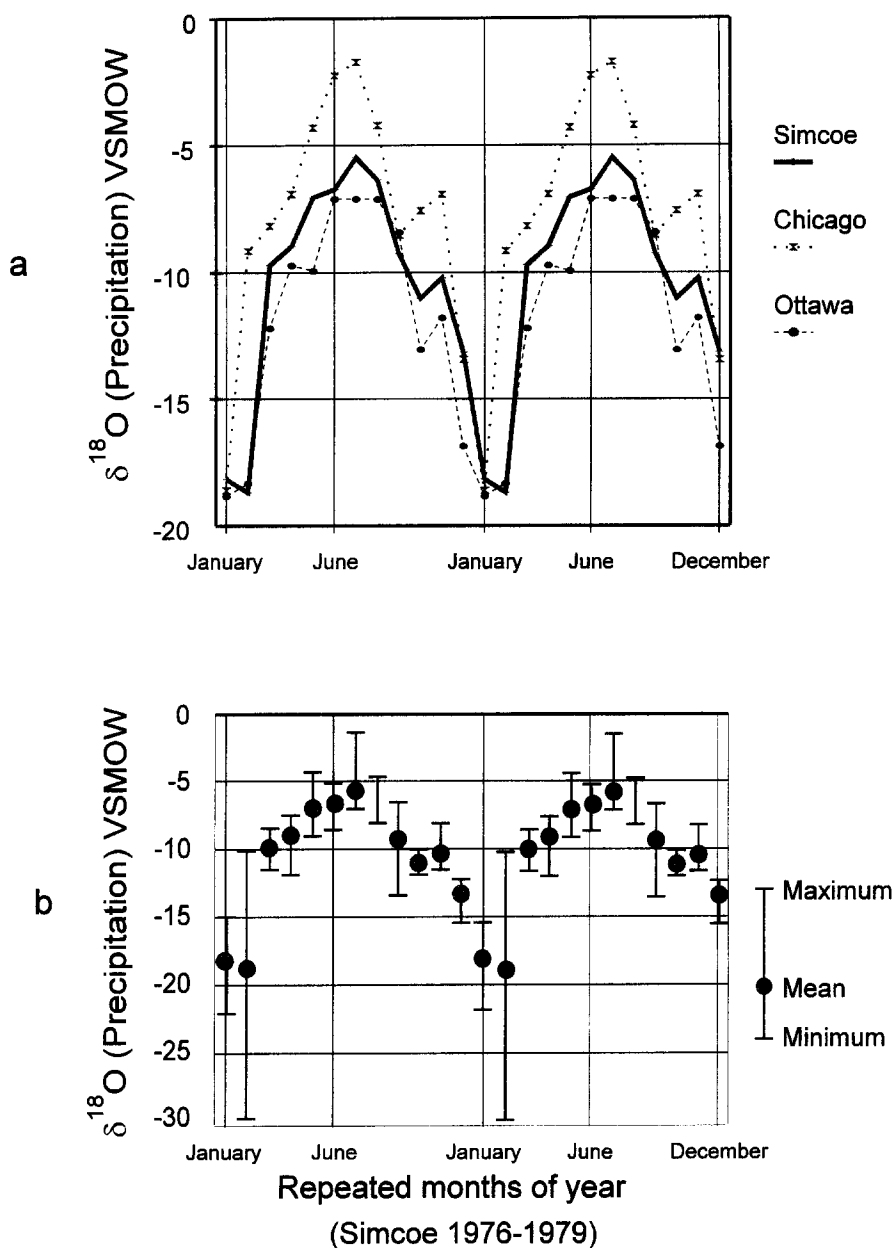 a
δ18O (Precipitation) VSMOW
0
-5
-10
-15
-20
January June January June December
Simcoe
Chicago
Ottawa
b
δ18O (Precipitation) VSMOW
0
-5
-10
-15
-20
-25
-30
January June January June December
Maximum
Mean
Minimum
Repeated months of year
(Simcoe 1976-1979)